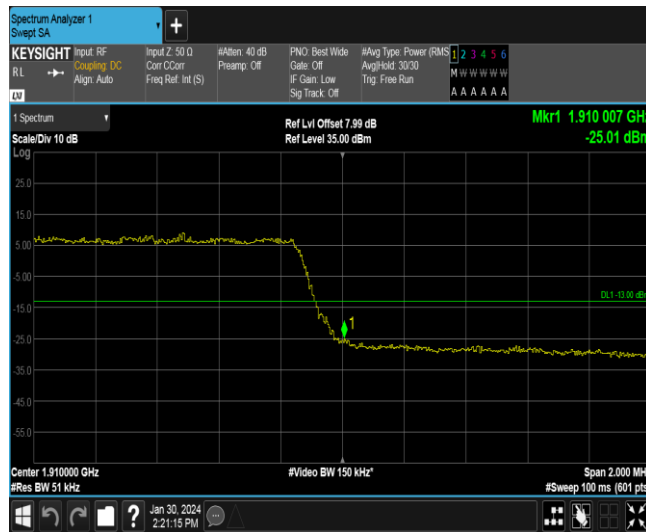 Spectrum Analyzer 1
Swept SA
+
KEYSIGHT
RL
LXI
Input: RF
Coupling: DC
Align: Auto
Input Z: 50 Ω
Corr CCorr
Freq Ref: Int (S)
#Atten: 40 dB
Preamp: Off
PNO: Best Wide
Gate: Off
IF Gain: Low
Sig Track: Off
#Avg Type: Power (RMS
Avg|Hold: 30/30
Trig: Free Run
1 2 3 4 5 6
M W W W W W
A A A A A A
1 Spectrum
Scale/Div 10 dB
Log
Ref Lvl Offset 7.99 dB
Ref Level 35.00 dBm
Mkr1 1.910 007 GHz
-25.01 dBm
25.0
15.0
5.00
-5.00
-15.0
-25.0
-35.0
-45.0
-55.0
DL1 -13.00 dBm
1
Center 1.910000 GHz
#Res BW 51 kHz
#Video BW 150 kHz*
Span 2.000 MH
#Sweep 100 ms (601 pts
?
Jan 30, 2024
2:21:15 PM